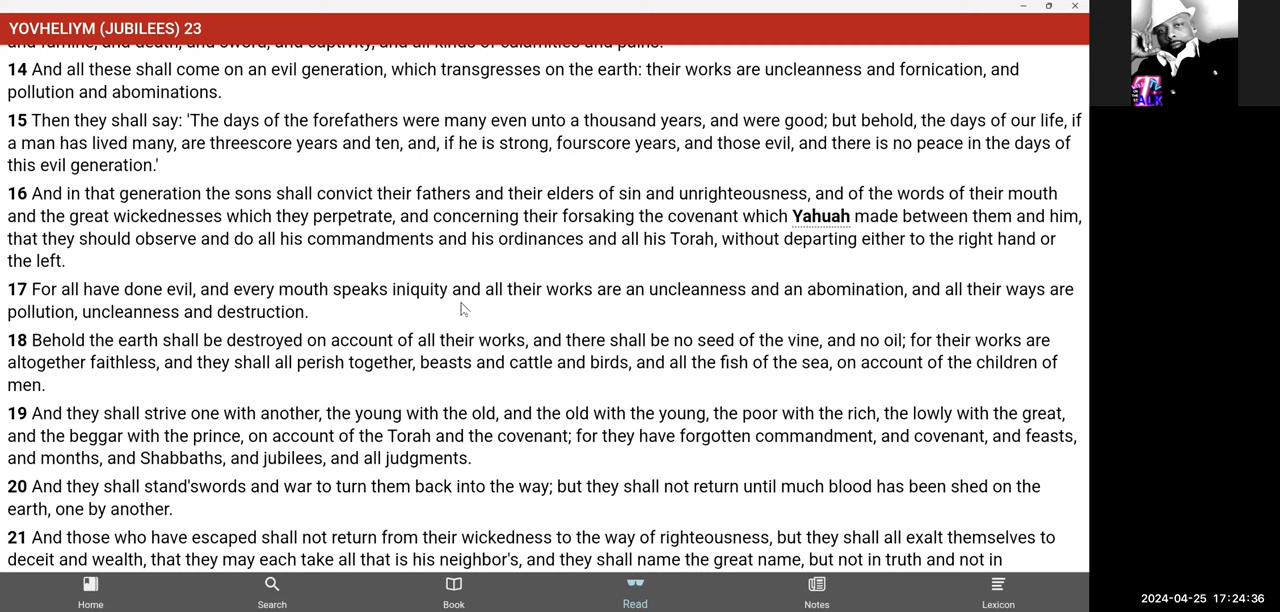 YOVHELIYM (JUBILEES) 23
and famine, and death, and sword, and captivity, and all kinds of calamities and pains.
14 And all these shall come on an evil generation, which transgresses on the earth: their works are uncleanness and fornication, and
pollution and abominations.
15 Then they shall say: 'The days of the forefathers were many even unto a thousand years, and were good; but behold, the days of our life, if
a man has lived many, are threescore years and ten, and, if he is strong, fourscore years, and those evil, and there is no peace in the days of
this evil generation.'
16 And in that generation the sons shall convict their fathers and their elders of sin and unrighteousness, and of the words of their mouth
and the great wickednesses which they perpetrate, and concerning their forsaking the covenant which Yahuah made between them and him,
that they should observe and do all his commandments and his ordinances and all his Torah, without departing either to the right hand or
the left.
17 For all have done evil, and every mouth speaks iniquity and all their works are an uncleanness and an abomination, and all their ways are
pollution, uncleanness and destruction.
18 Behold the earth shall be destroyed on account of all their works, and there shall be no seed of the vine, and no oil; for their works are
altogether faithless, and they shall all perish together, beasts and cattle and birds, and all the fish of the sea, on account of the children of
men.
19 And they shall strive one with another, the young with the old, and the old with the young, the poor with the rich, the lowly with the great,
and the beggar with the prince, on account of the Torah and the covenant; for they have forgotten commandment, and covenant, and feasts,
and months, and Shabbaths, and jubilees, and all judgments.
20 And they shall stand'swords and war to turn them back into the way; but they shall not return until much blood has been shed on the
earth, one by another.
21 And those who have escaped shall not return from their wickedness to the way of righteousness, but they shall all exalt themselves to
deceit and wealth, that they may each take all that is his neighbor's, and they shall name the great name, but not in truth and not in
Home Search Book Read Notes Lexicon
TALK
2024-04-25 17:24:36